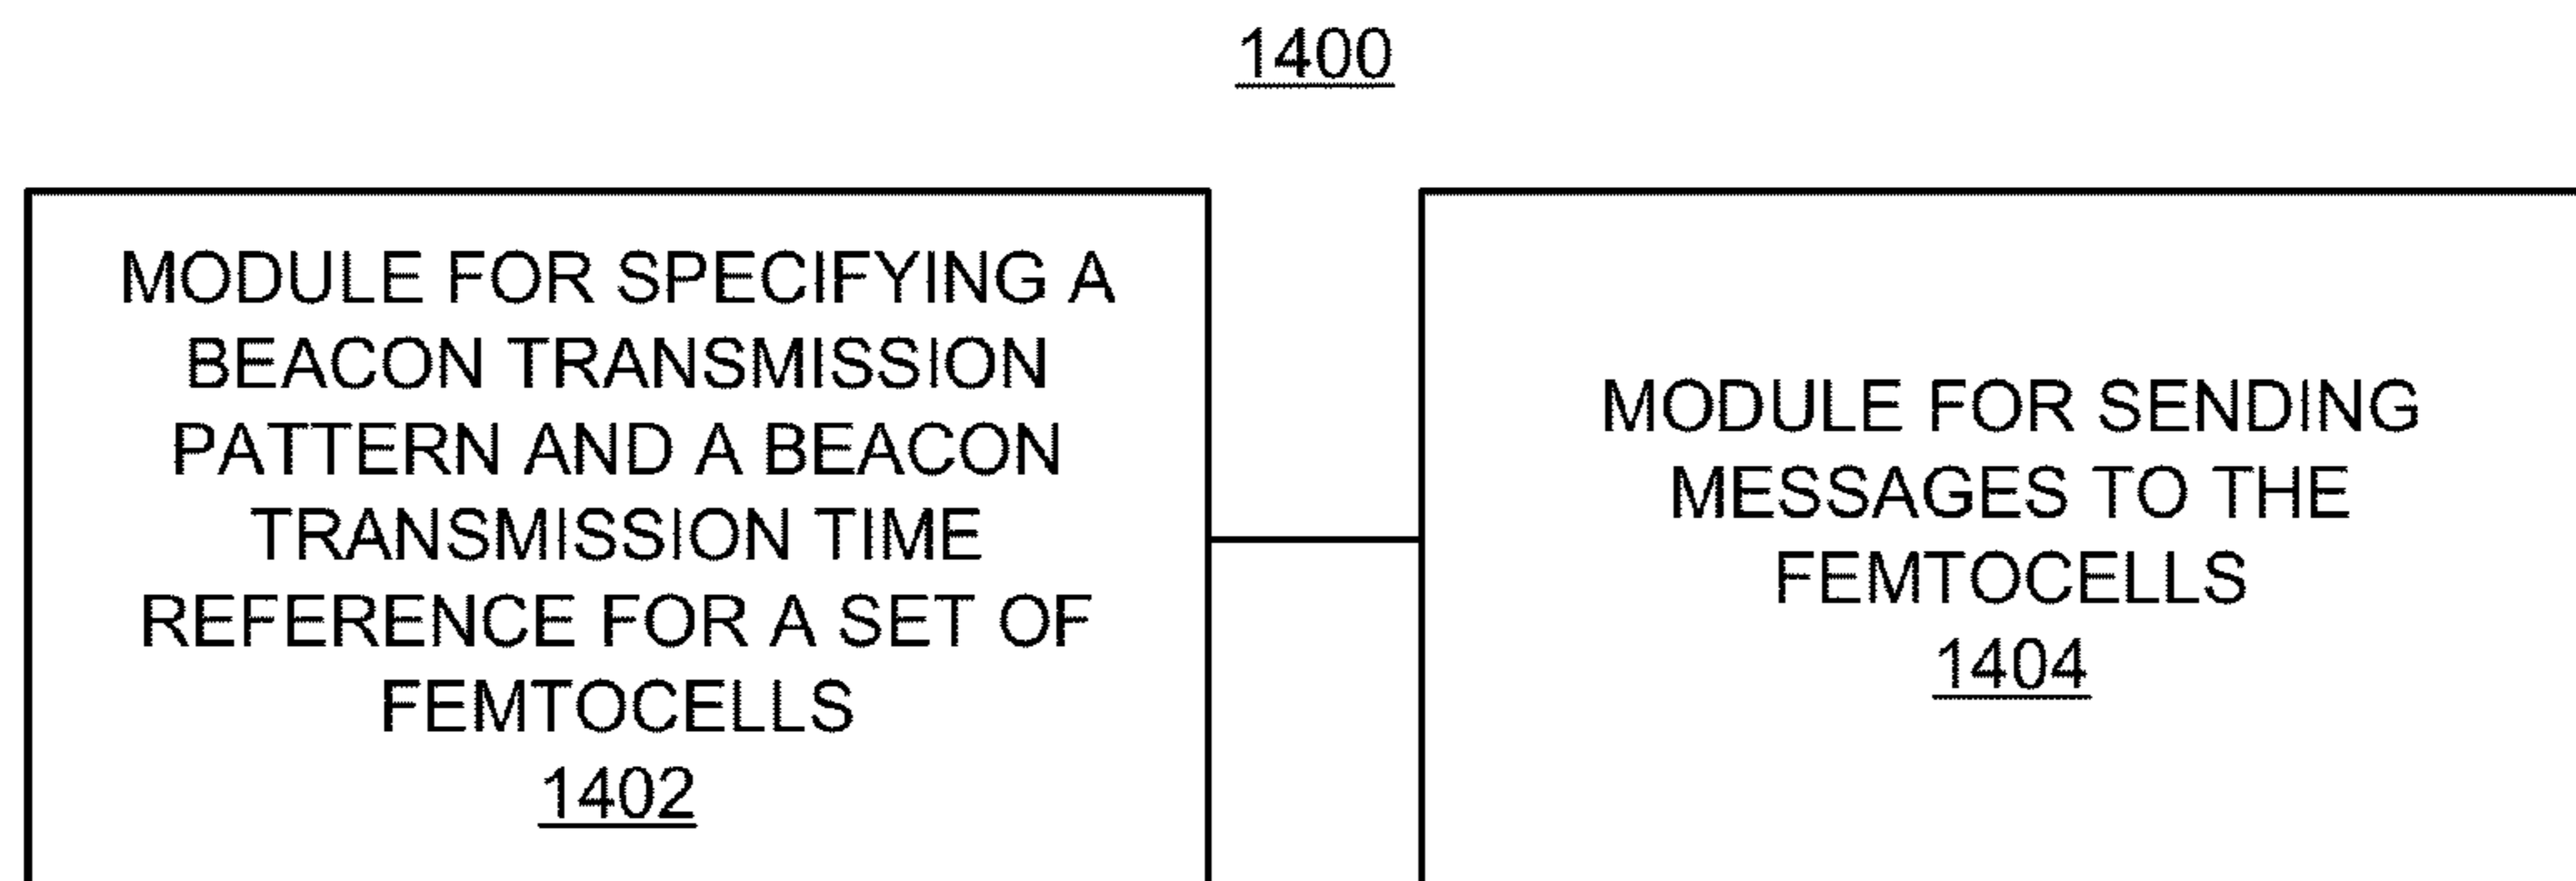 1400
MODULE FOR SPECIFYING A
BEACON TRANSMISSION
PATTERN AND A BEACON
TRANSMISSION TIME
REFERENCE FOR A SET OF
FEMTOCELLS
1402
MODULE FOR SENDING
MESSAGES TO THE
FEMTOCELLS
1404